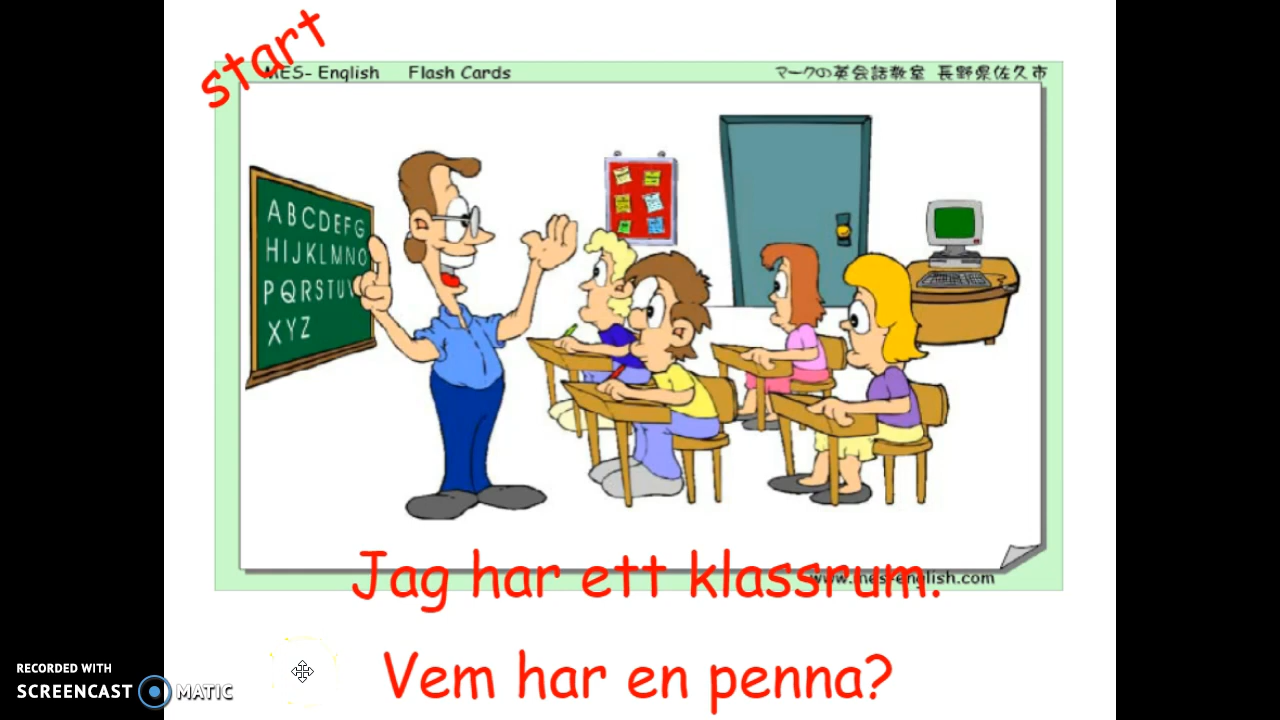 start
MES- English Flash Cards マークの英会話教室 長野県佐久市
ABCDEFG
HIJKLMNO
PQRSTUV
XYZ
Jag har ett klassrum.
www.mes-english.com
Vem har en penna?
RECORDED WITH
SCREENCAST MATIC